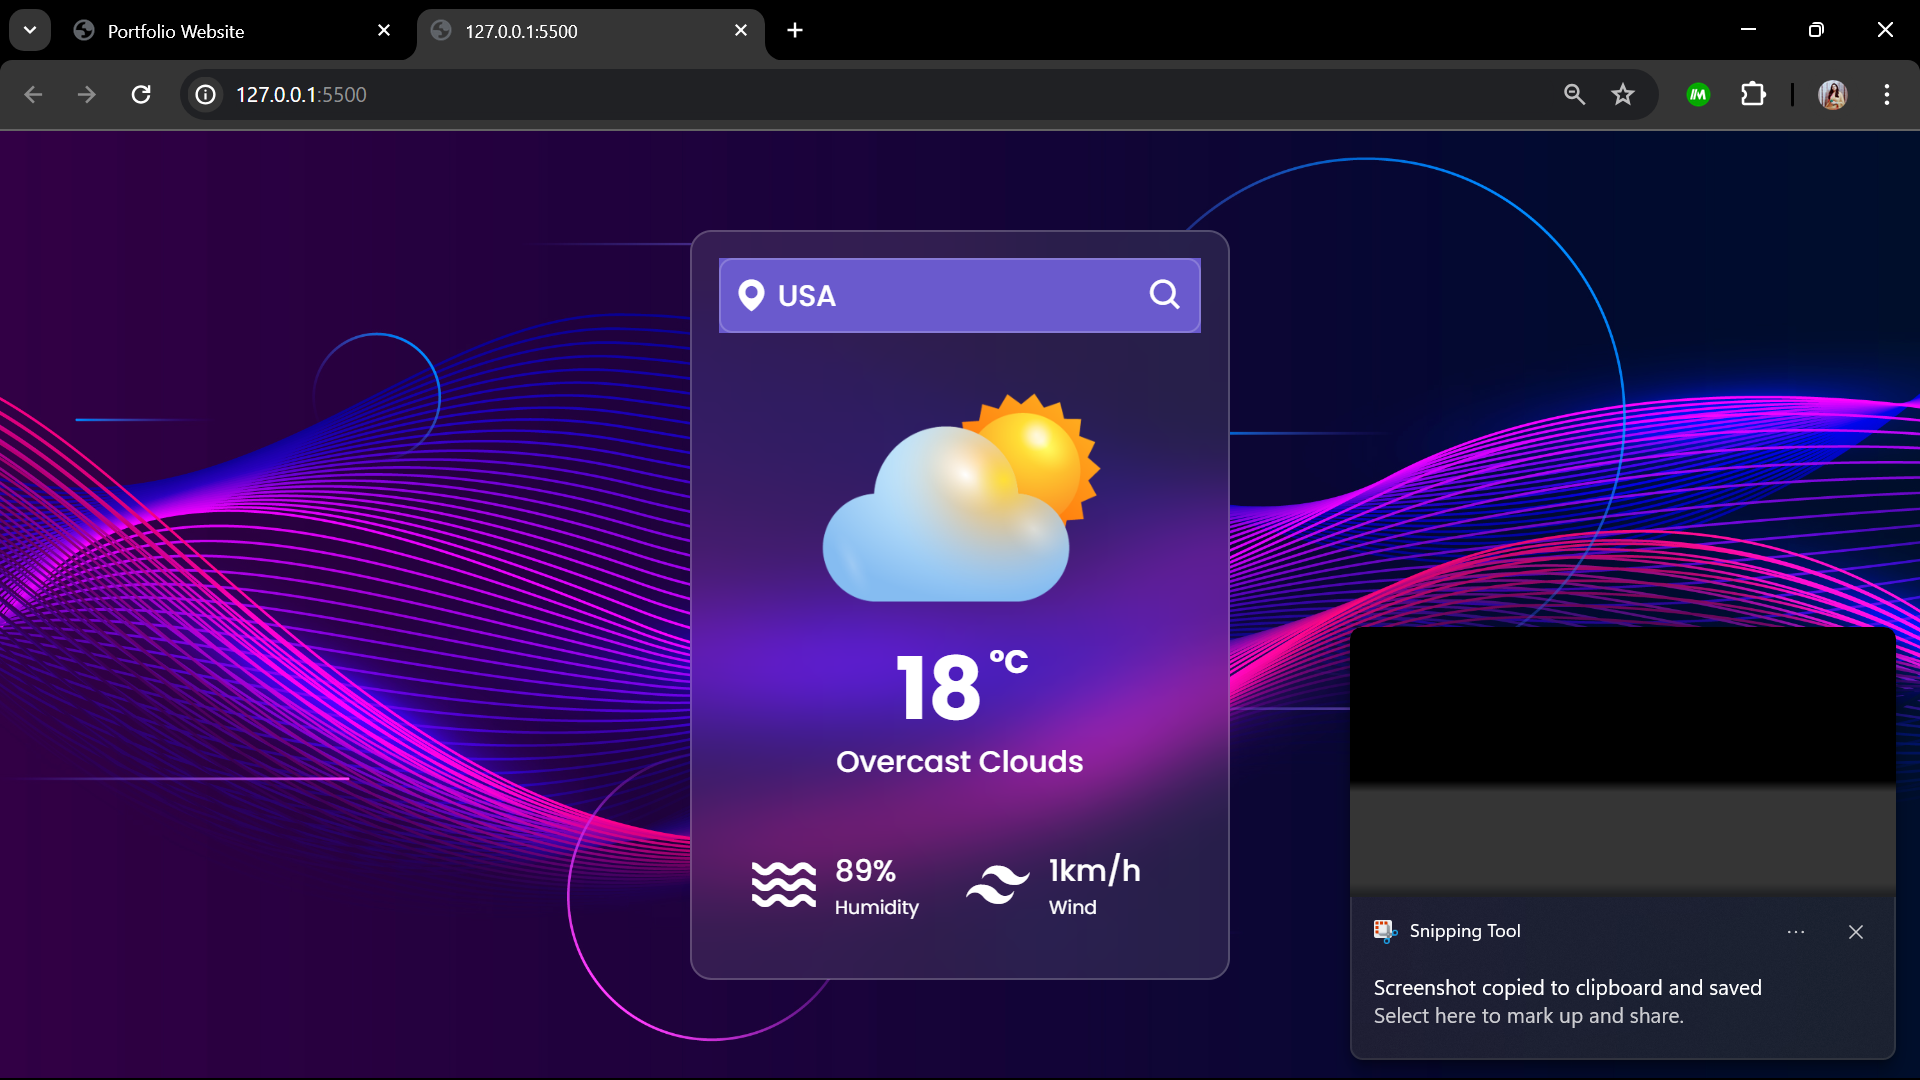 Portfolio Website
127.0.0.1:5500
127.0.0.1:5500
USA
18 °C
Overcast Clouds
89%
Humidity
1km/h
Wind
Snipping Tool
Screenshot copied to clipboard and saved
Select here to mark up and share.